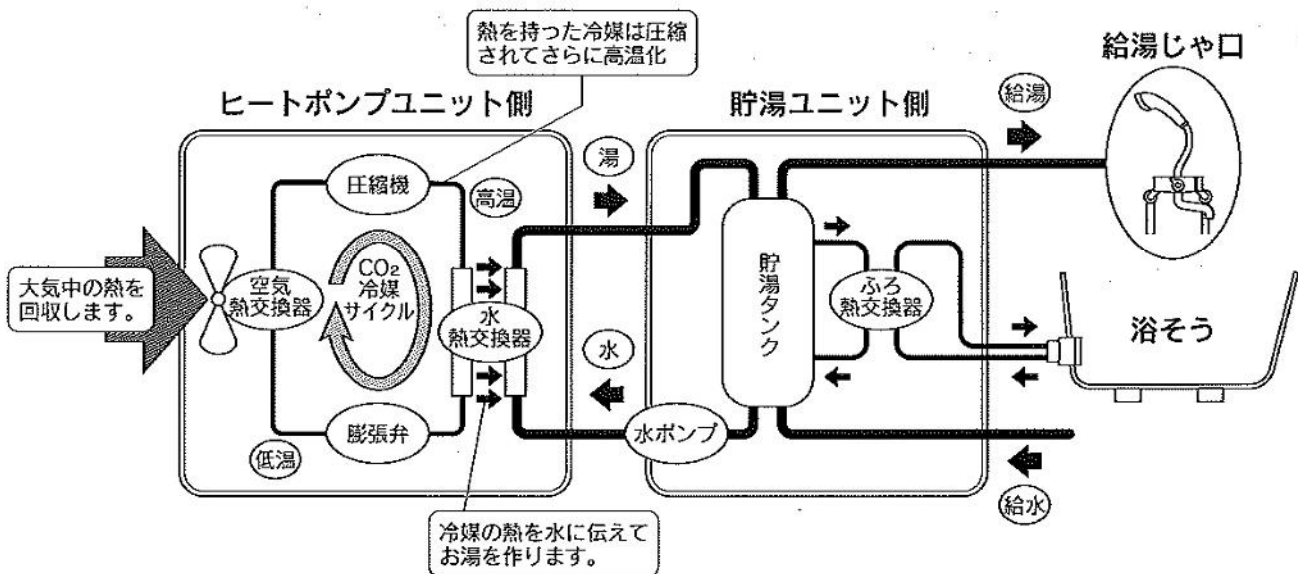 熱を持った冷媒は圧縮
されてさらに高温化
ヒートポンプユニット側
貯湯ユニット側
給湯
給湯じゃ口
圧縮機
高温
湯
大気中の熱を
回収します。
空気
熱交換器
CO₂
冷媒
サイクル
水
熱交換器
水
貯湯タンク
ふろ
熱交換器
浴そう
膨張弁
低温
水ポンプ
給水
冷媒の熱を水に伝えて
お湯を作ります。